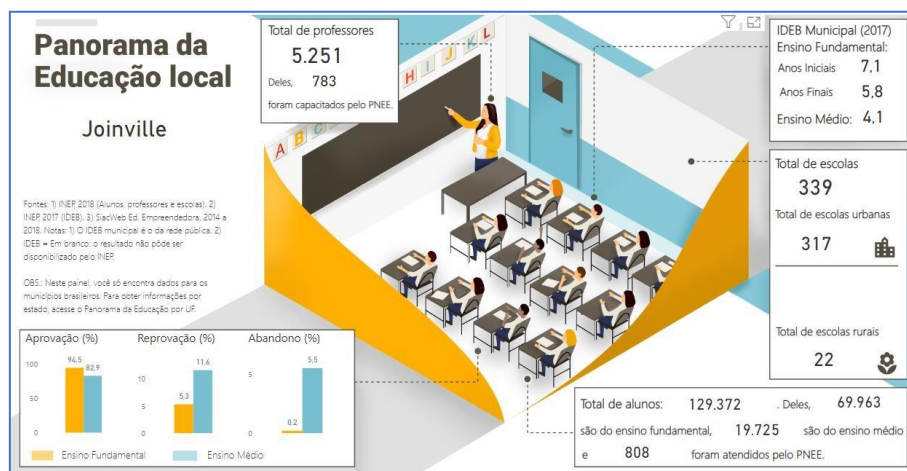 Panorama da
Educação local
Joinville
Fontes: 1) INEP, 2018 (Alunos, professores e escolas). 2)
INEP, 2017 (IDEB). 3) SiacWeb Ed. Empreendedora, 2014 a
2018. Notas: 1) O IDEB municipal é o da rede pública. 2)
IDEB = Em branco: o resultado não pôde ser
disponibilizado pelo INEP.
OBS.: Neste painel, você só encontra dados para os
municípios brasileiros. Para obter informações por
estado, acesse o Panorama da Educação por UF.
Total de professores
5.251
Deles, 783
foram capacitados pelo PNEE.
A B C H I J K L
IDEB Municipal (2017)
Ensino Fundamental:
Anos Iniciais 7,1
Anos Finais 5,8
Ensino Médio: 4,1
Total de escolas
339
Total de escolas urbanas
317
Total de escolas rurais
22
Aprovação (%)
100
50
0
94,5
82,9
Reprovação (%)
10
5
0
5,3
11,6
Abandono (%)
5
0
0.2
5.5
Ensino Fundamental
Ensino Médio
Total de alunos: 129.372 . Deles, 69.963
são do ensino fundamental, 19.725 são do ensino médio
e 808 foram atendidos pelo PNEE.